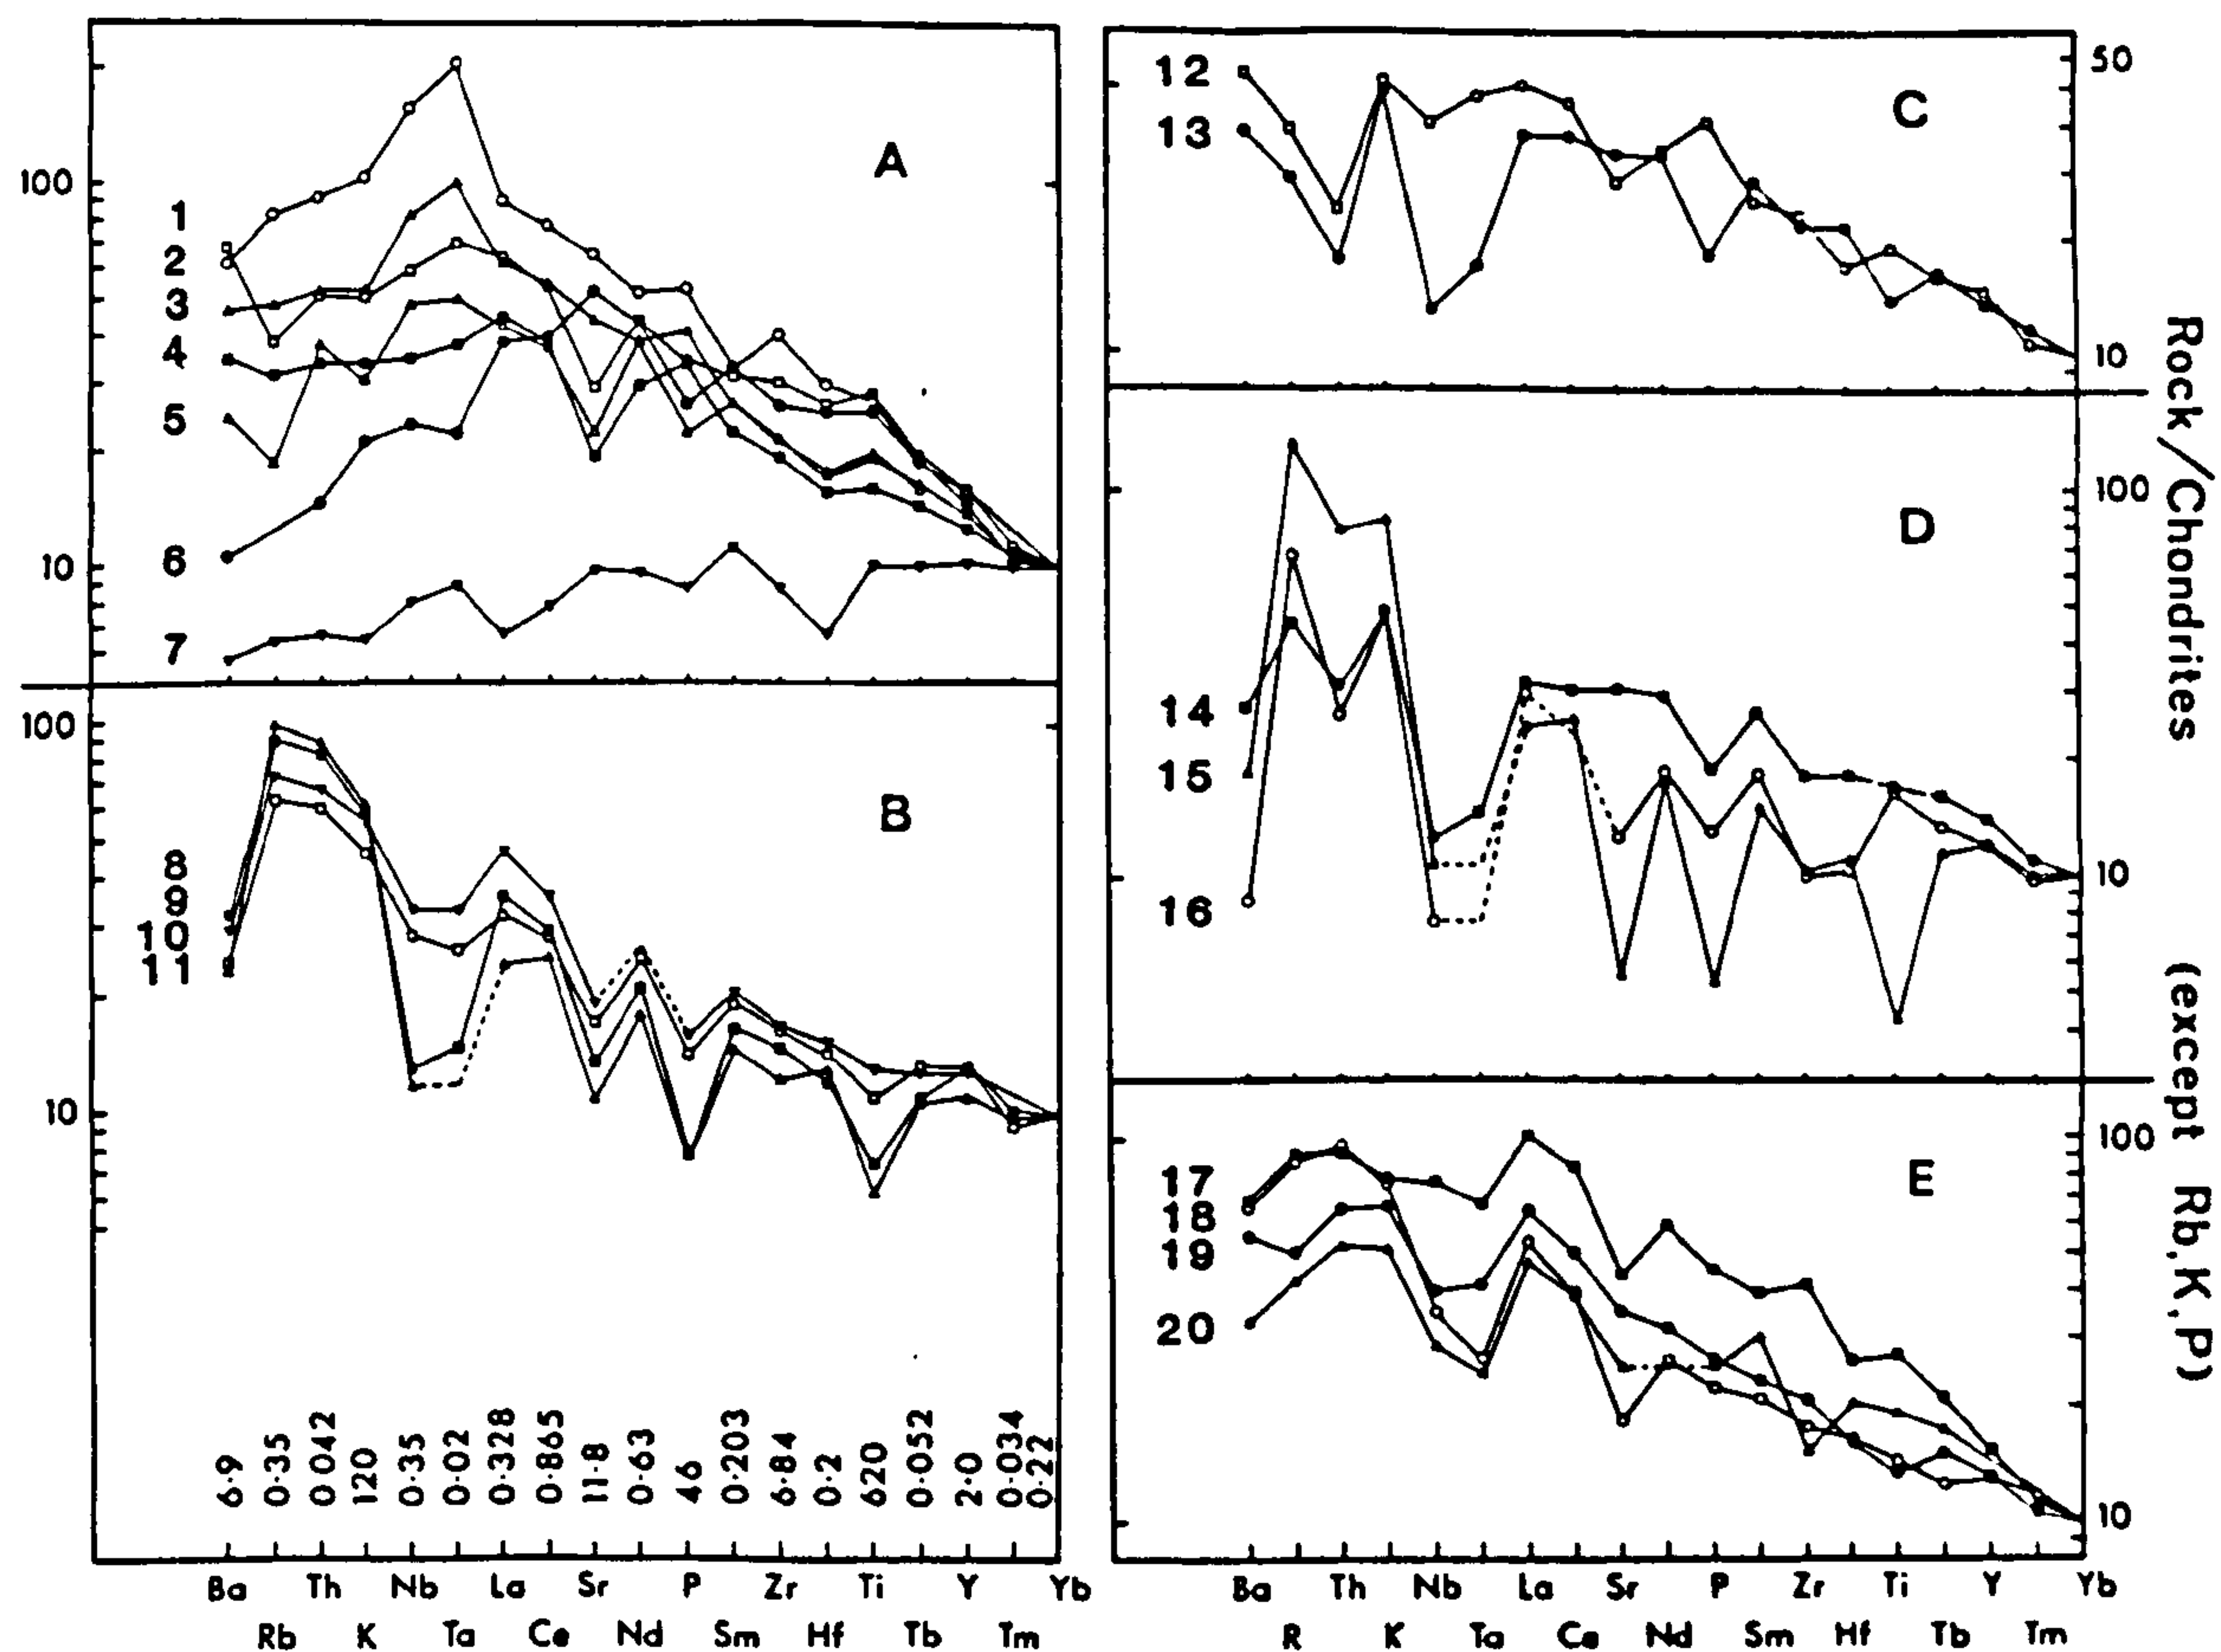 A
100
1
2
3
4
5
10
6
7
B
100
8
9
10
11
10
6·9 0·35 0·042 120 0·35 0·02 0·328 0·865 11·8 0·63 46 0·203 6·84 0·2 620 0·052 2·0 0·034 0·22
Ba Th Nb La Sr P Zr Ti Y Yb
Rb K Ta Ce Nd Sm Hf Tb Tm
C
12
13
50
10
D
100
14
15
16
10
E
100
17
18
19
20
10
Ba Th Nb La Sr P Zr Ti Y Yb
R K Ta Ce Nd Sm Hf Tb Tm
Rock/Chondrites (except Rb,K,P)